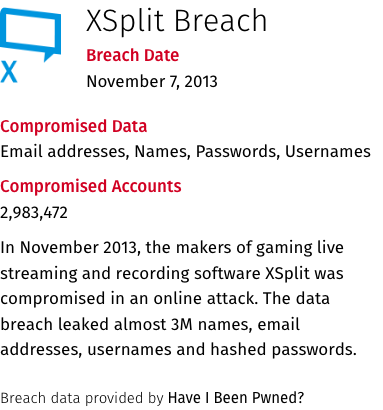 XSplit Breach
Breach Date
November 7, 2013
X
Compromised Data
Email addresses, Names, Passwords, Usernames
Compromised Accounts
2,983,472
In November 2013, the makers of gaming live
streaming and recording software XSplit was
compromised in an online attack. The data
breach leaked almost 3M names, email
addresses, usernames and hashed passwords.
Breach data provided by Have I Been Pwned?